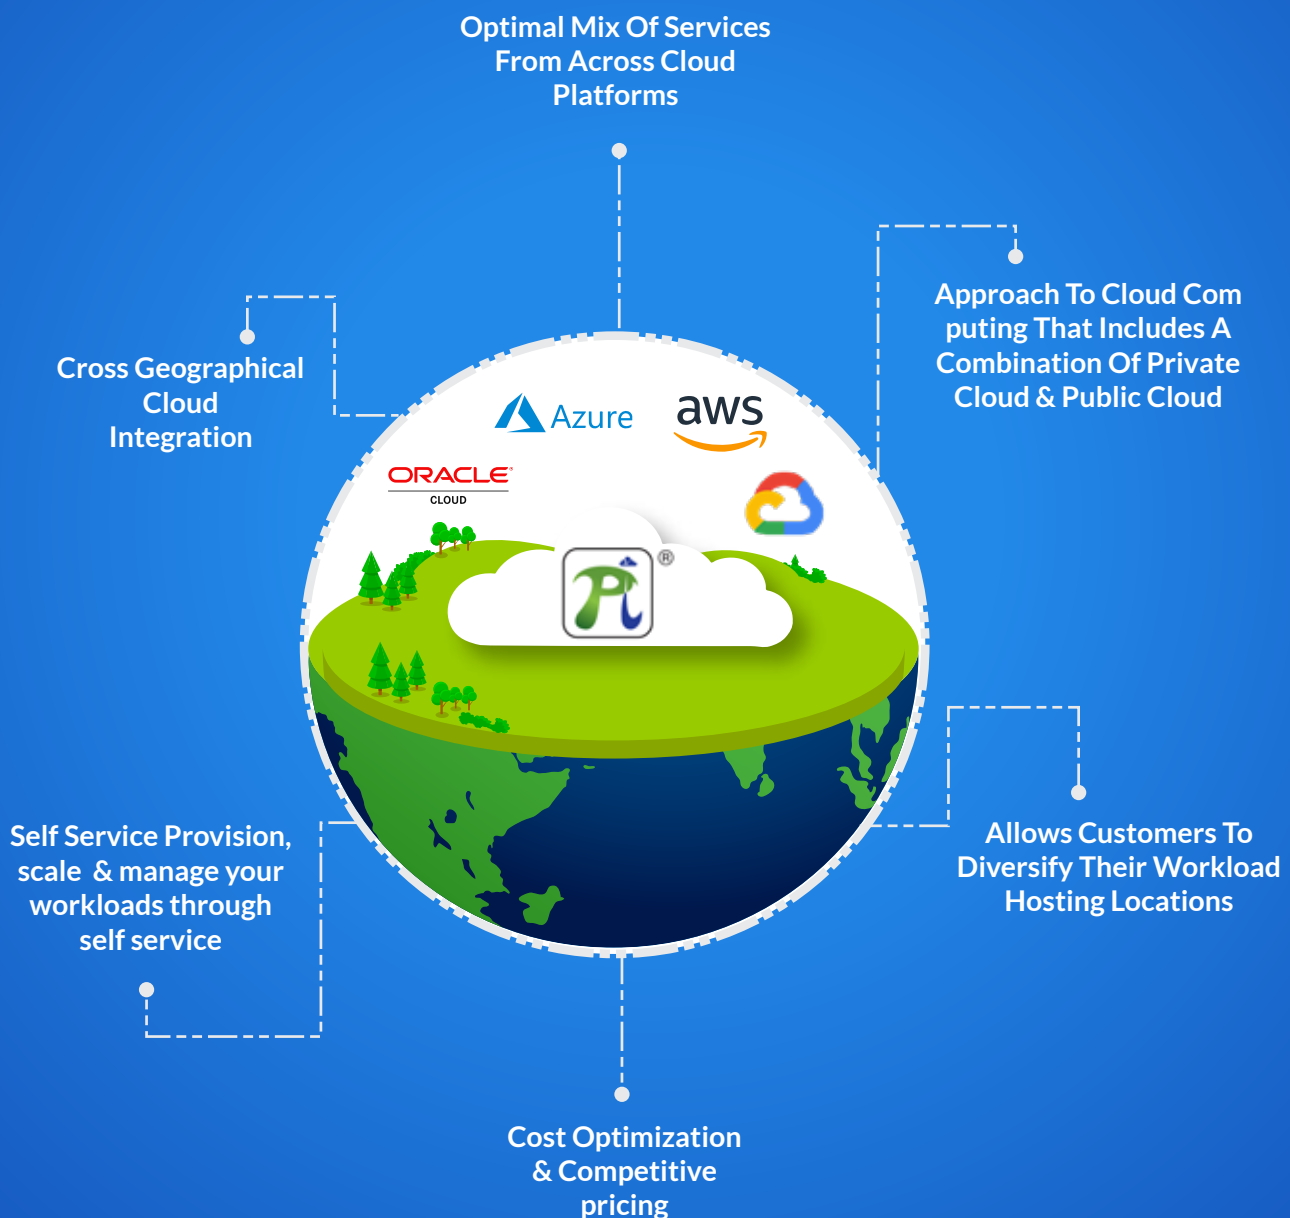 Optimal Mix Of Services
From Across Cloud
Platforms
Approach To Cloud Com
puting That Includes A
Combination Of Private
Cloud & Public Cloud
Cross Geographical
Cloud
Integration
Azure
aws
ORACLE®
CLOUD
Pi ®
Self Service Provision,
scale & manage your
workloads through
self service
Allows Customers To
Diversify Their Workload
Hosting Locations
Cost Optimization
& Competitive
pricing